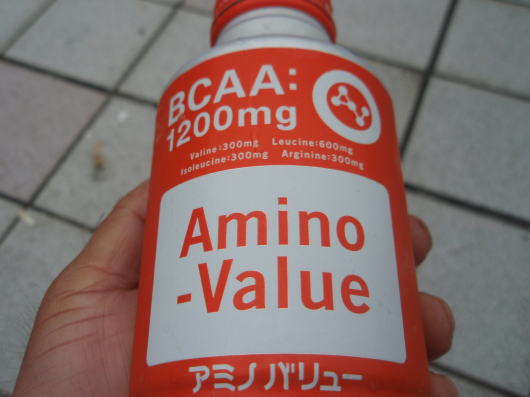 BCAA:
1200mg
Valine:300mg Leucine:600mg
Isoleucine:300mg Arginine:300mg
Amino
-Value
アミノバリュー